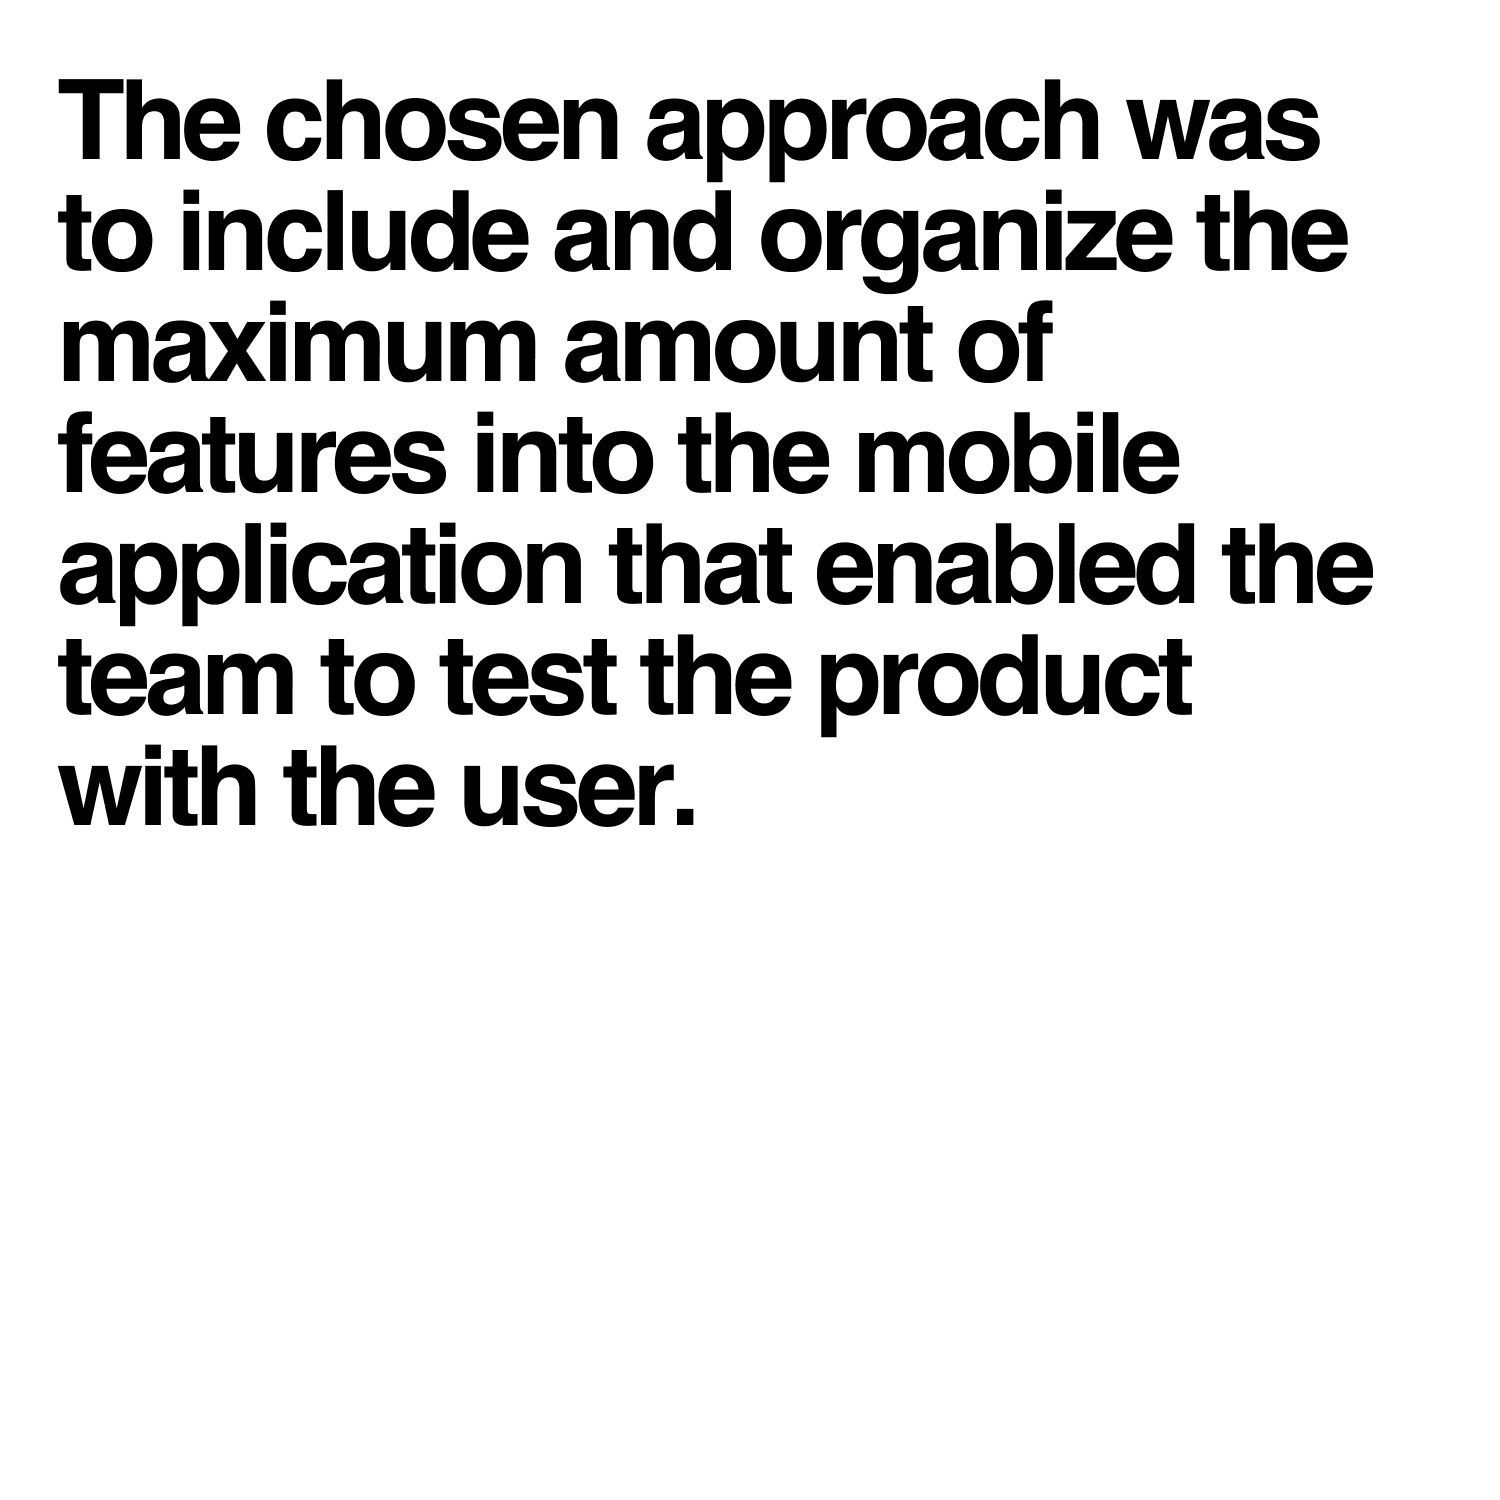 The chosen approach was
to include and organize the
maximum amount of
features into the mobile
application that enabled the
team to test the product
with the user.